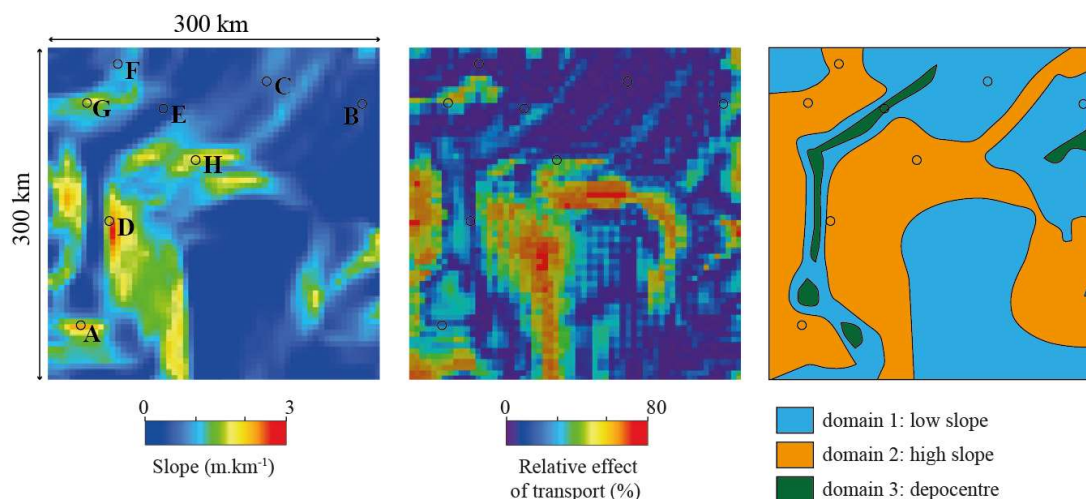 300 km
300 km
F
C
G
E
B
H
D
A
0 3
Slope (m.km-1)
0 80
Relative effect
of transport (%)
domain 1: low slope
domain 2: high slope
domain 3: depocentre